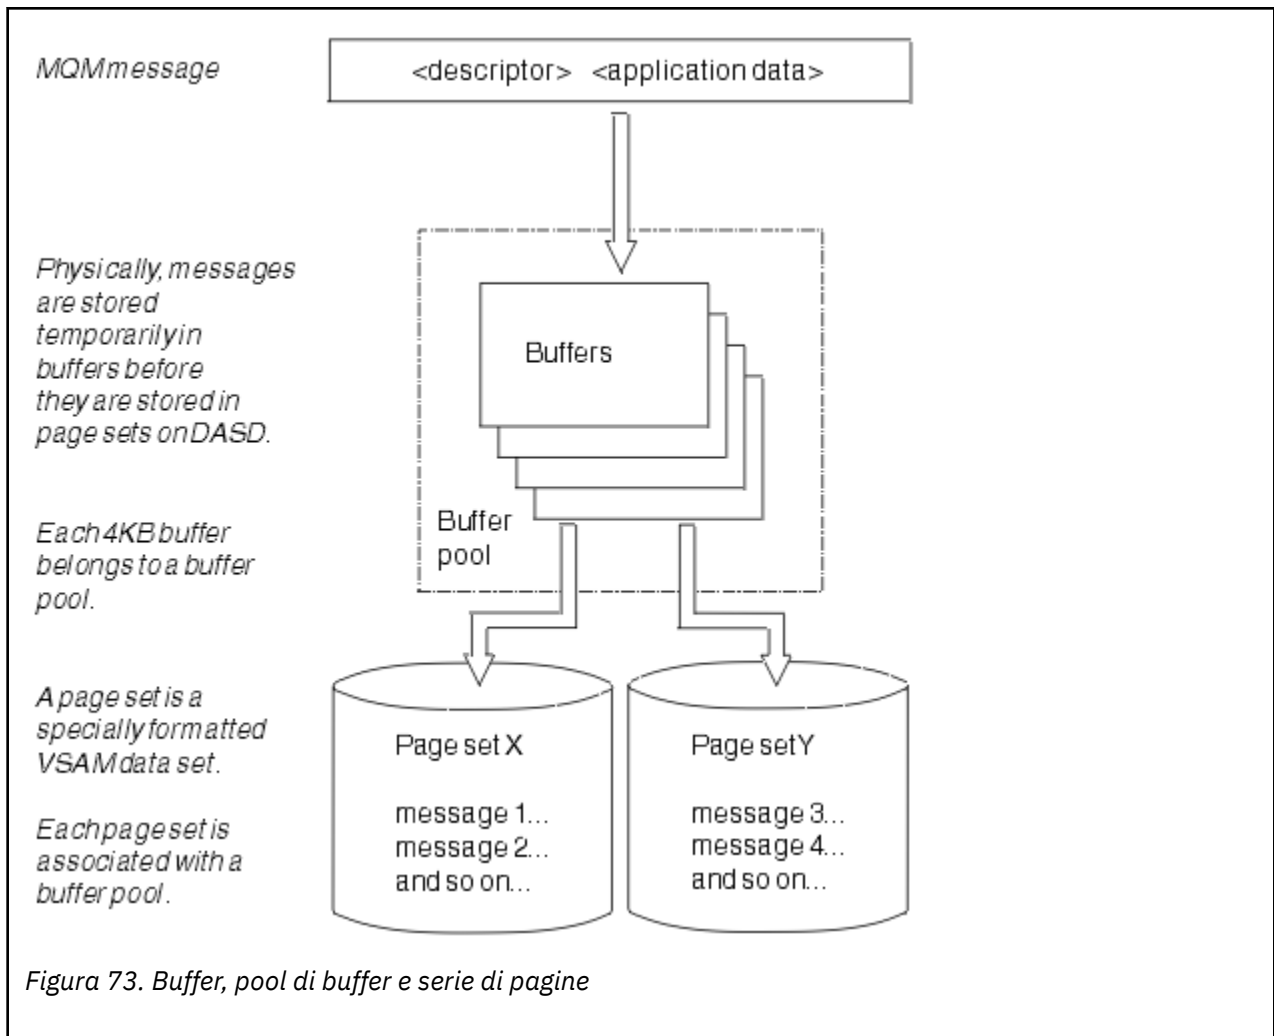 MQM message
<descriptor> <application data>
Physically, messages
are stored
temporarily in
buffers before
they are stored in
page sets on DASD.
Buffers
Buffer
pool
Each 4KB buffer
belongs to a buffer
pool.
A page set is a
specially formatted
VSAM data set.
Each page set is
associated with a
buffer pool.
Page set X
message 1...
message 2...
and so on...
Page set Y
message 3...
message 4...
and so on...
Figura 73. Buffer, pool di buffer e serie di pagine